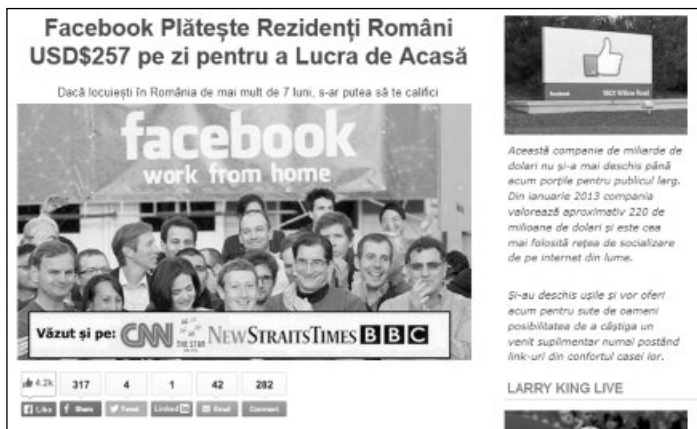 Facebook Plătește Rezidenți Români
USD$257 pe zi pentru a Lucra de Acasă
Dacă locuiești în România de mai mult de 7 luni, s-ar putea să te califici
facebook
work from home
Văzut și pe: CNN THE STAR NEW STRAITS TIMES BBC
4.2k 317 4 1 42 282
Like Share Tweet Linked in Email Comment
facebook 1601 Willow Road
Această companie de miliarde de
dolari nu și-a mai deschis până
acum porțile pentru publicul larg.
Din ianuarie 2013 compania
valorează aproximativ 220 de
milioane de dolari și este cea
mai folosită rețea de socializare
de pe internet din lume.
Și-au deschis ușile și vor oferi
acum pentru sute de oameni
posibilitatea de a câștiga un
venit suplimentar numai postând
link-uri din confortul casei lor.
LARRY KING LIVE